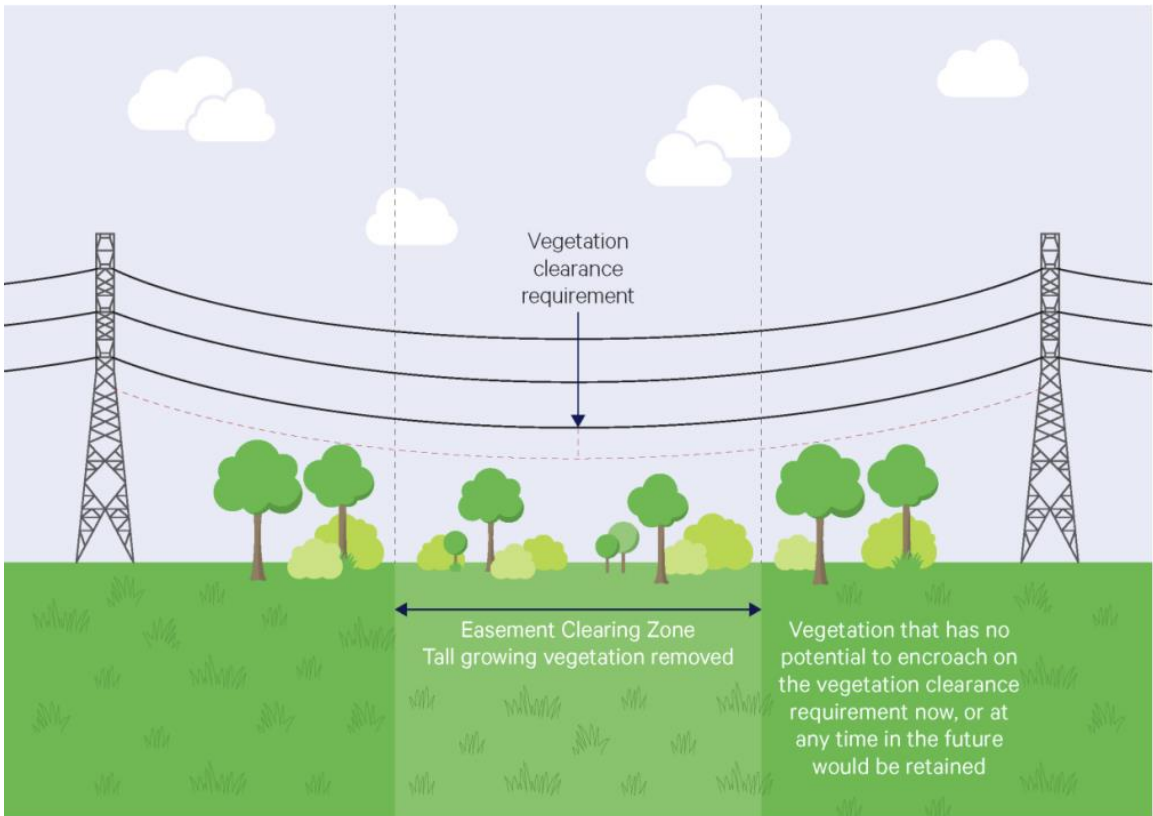 Vegetation
clearance
requirement
Easement Clearing Zone
Tall growing vegetation removed
Vegetation that has no
potential to encroach on
the vegetation clearance
requirement now, or at
any time in the future
would be retained